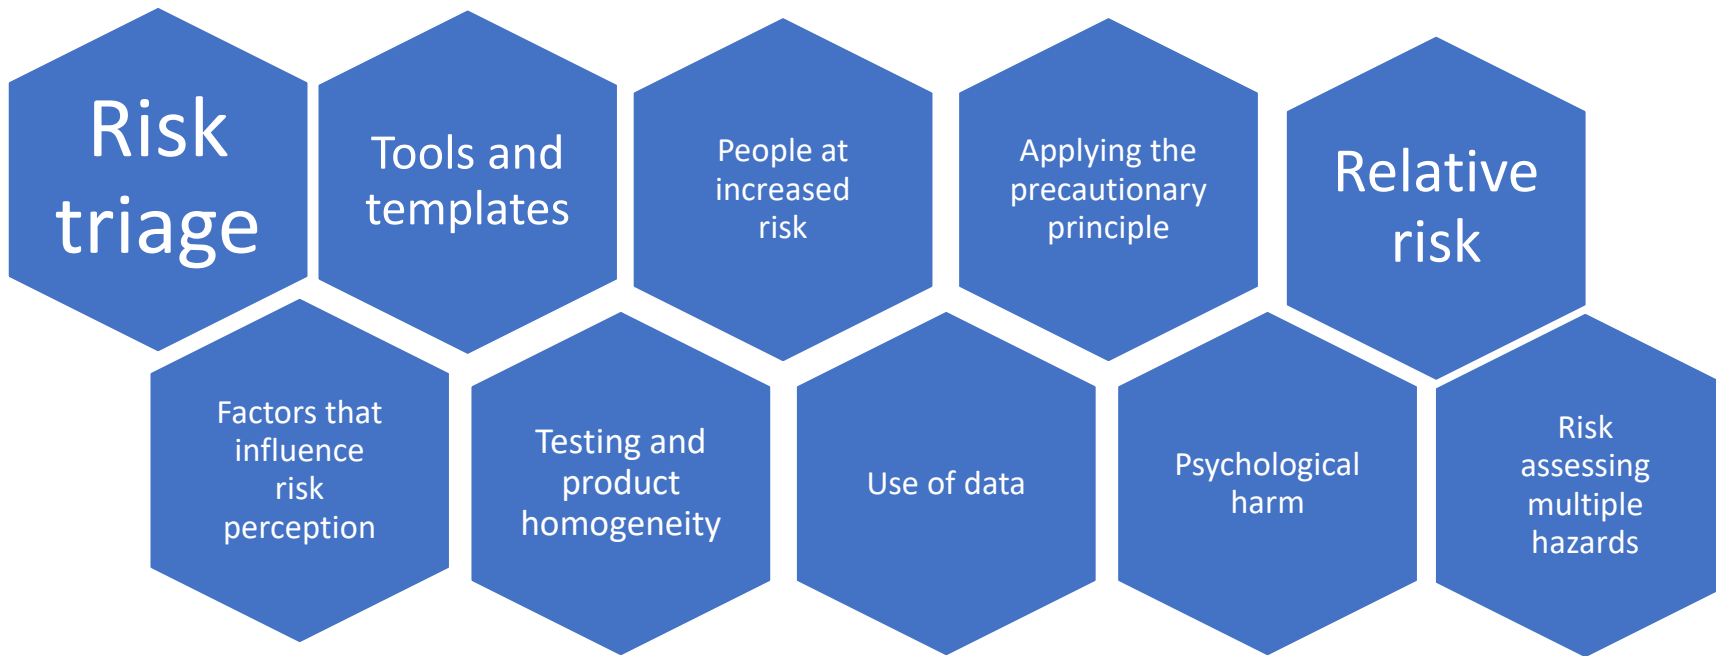 Risk
triage
Tools and
templates
People at
increased
risk
Applying the
precautionary
principle
Relative
risk
Factors that
influence
risk
perception
Testing and
product
homogeneity
Use of data
Psychological
harm
Risk
assessing
multiple
hazards